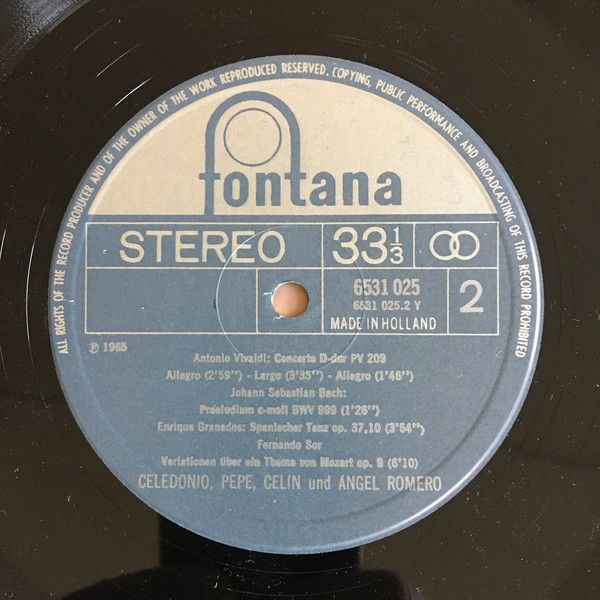 ALL RIGHTS OF THE RECORD PRODUCER AND OF THE OWNER OF THE WORK REPRODUCED RESERVED. COPYING, PUBLIC PERFORMANCE AND BROADCASTING OF THIS RECORD PROHIBITED
fontana
STEREO 33 1/3
6531 025
6531 025.2 Y
MADE IN HOLLAND
2
℗ 1965
Antonio Vivaldi: Concerto D-dur PV 209
Allegro (2'59'') - Largo (3'35'') - Allegro (1'46'')
Johann Sebastian Bach:
Praeludium c-moll BWV 999 (1'26'')
Enrique Granados: Spanischer Tanz op. 37,10 (3'54'')
Fernando Sor
Variationen über ein Thema von Mozart op. 9 (6'10)
CELEDONIO, PEPE, CELIN und ANGEL ROMERO